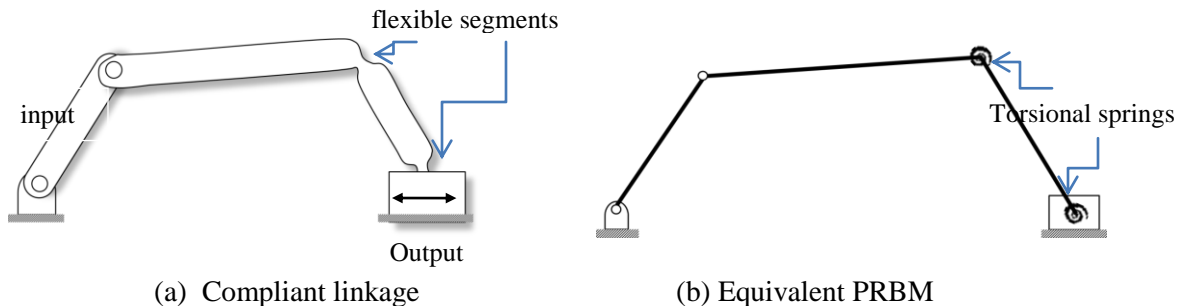 flexible segments
input
Torsional springs
Output
(a) Compliant linkage
(b) Equivalent PRBM